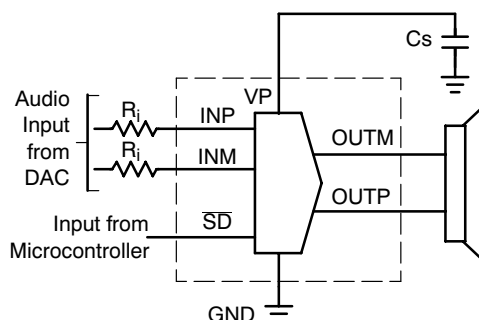 Cs
VP
Audio
Input
from
DAC
Ri
INP
Ri
INM
OUTM
OUTP
Input from
Microcontroller
SD
GND